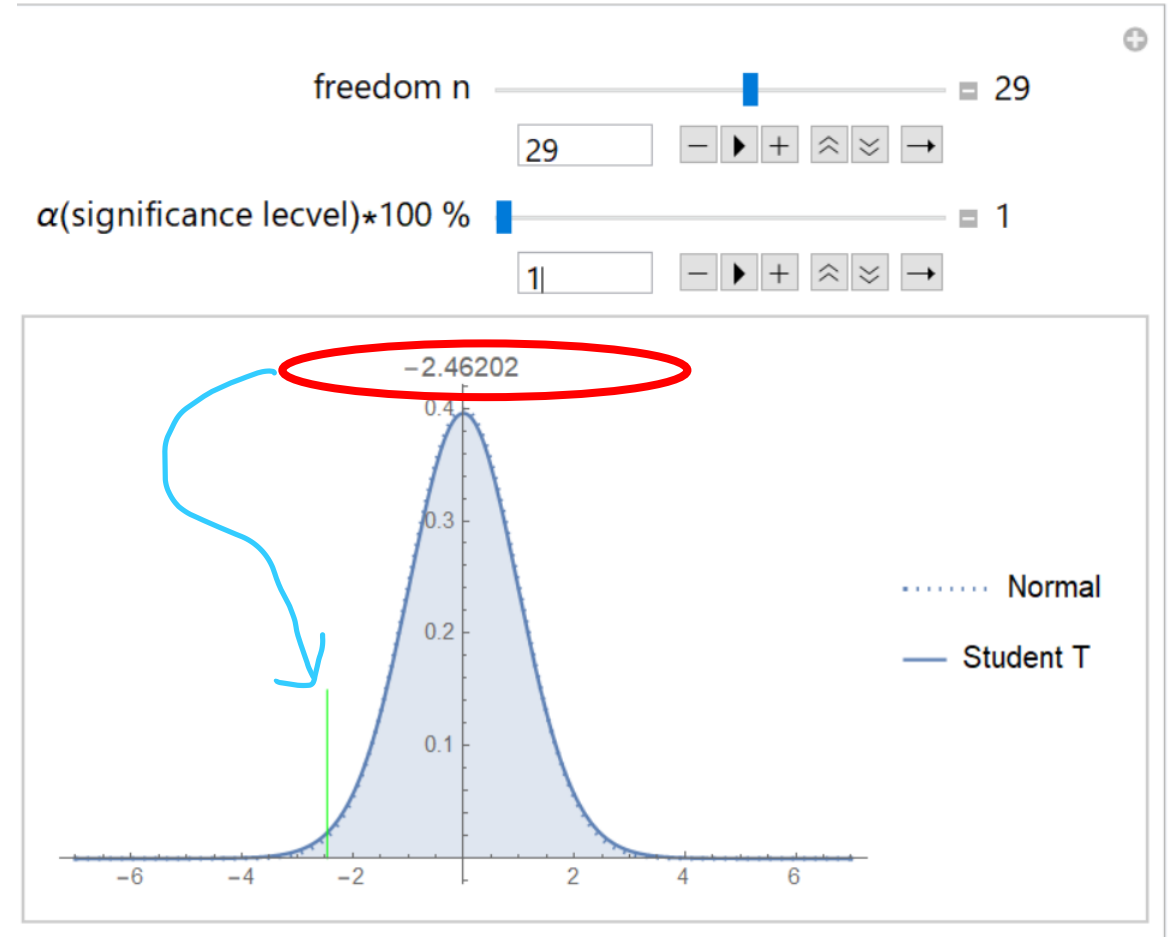 freedom n 29
29
α(significance lecvel)*100 % 1
1
−2.46202
0.4
0.3
Normal
0.2
Student T
0.1
−6 −4 −2 2 4 6